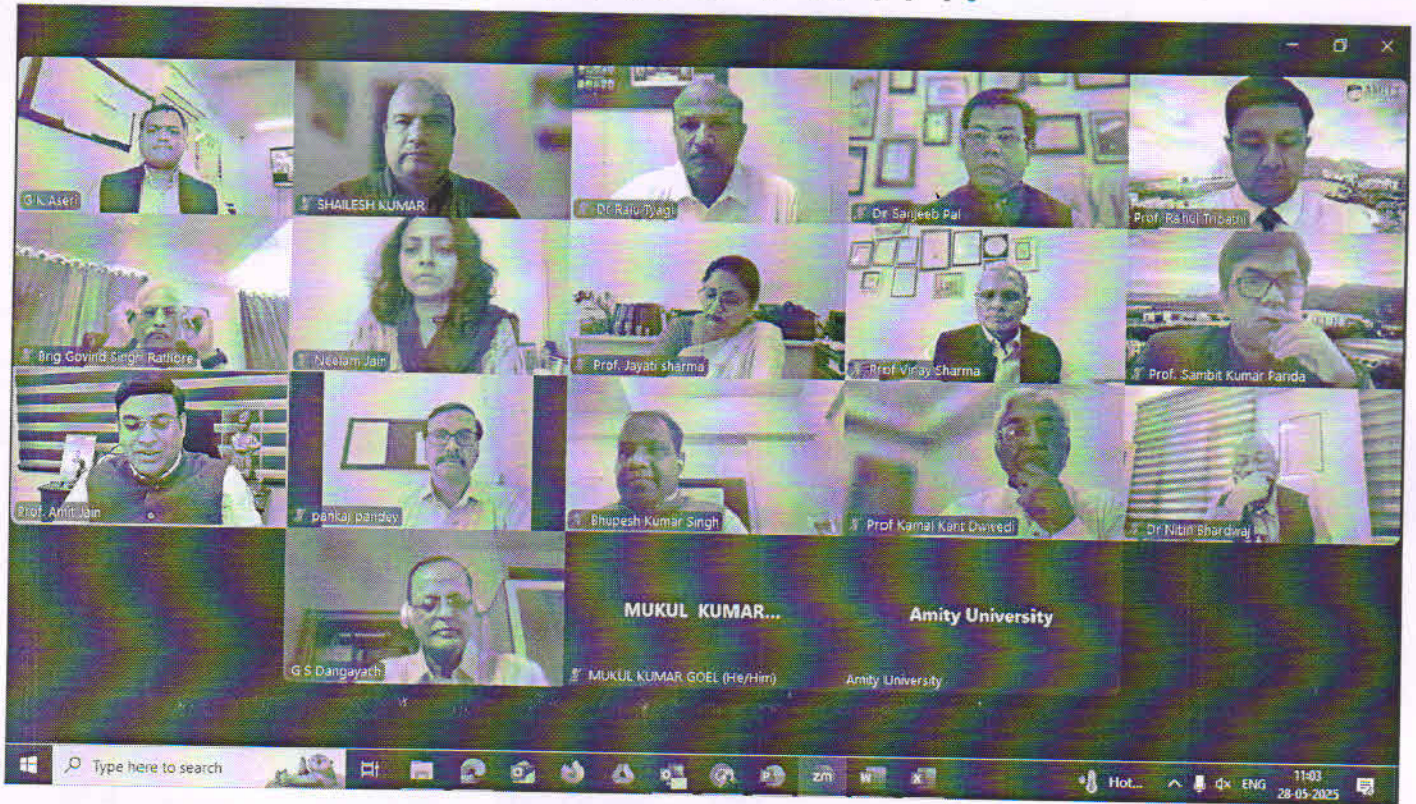 G K Aseri
SHAILESH KUMAR
Dr Raju Tyagi
Dr. Sanjeeb Pal
Prof. Rahul Tripathi
Brig Govind Singh Rathore
Neelam Jain
Prof. Jayati sharma
Prof Vinay Sharma
Prof. Sambit Kumar Parida
Prof. Amit Jain
pankaj pandey
Bhupesh Kumar Singh
Prof Kamal Kant Dwivedi
Dr Nitin Bhardwaj
G S Dangayach
MUKUL KUMAR...
MUKUL KUMAR GOEL (He/Him)
Amity University
Amity University
Type here to search
zm
Hot...
ENG
11:03
28-05-2025